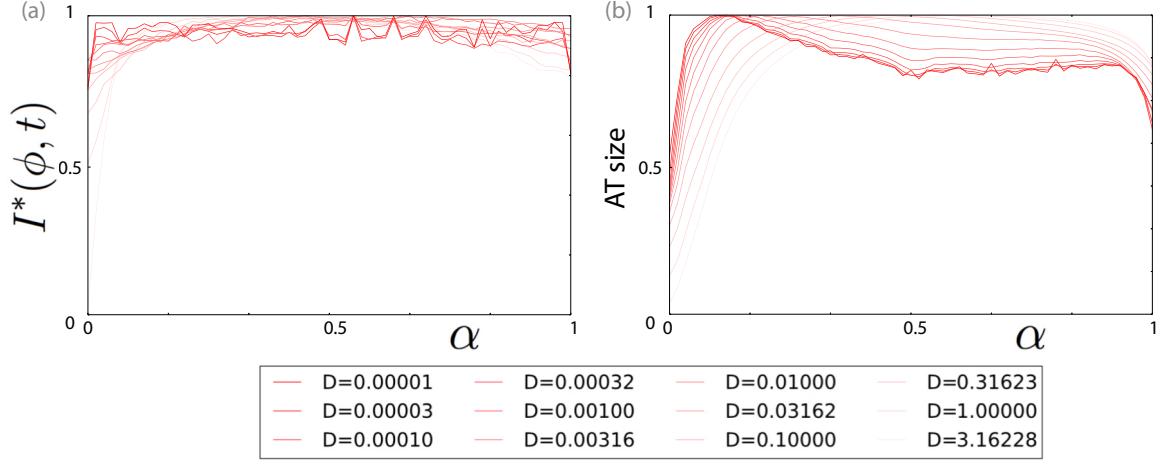 (a)
1
I*(ϕ, t)
0.5
0
0
0.5
α
1
(b)
1
AT size
0.5
0
0
0.5
α
1
D=0.00001 D=0.00032 D=0.01000 D=0.31623
D=0.00003 D=0.00100 D=0.03162 D=1.00000
D=0.00010 D=0.00316 D=0.10000 D=3.16228